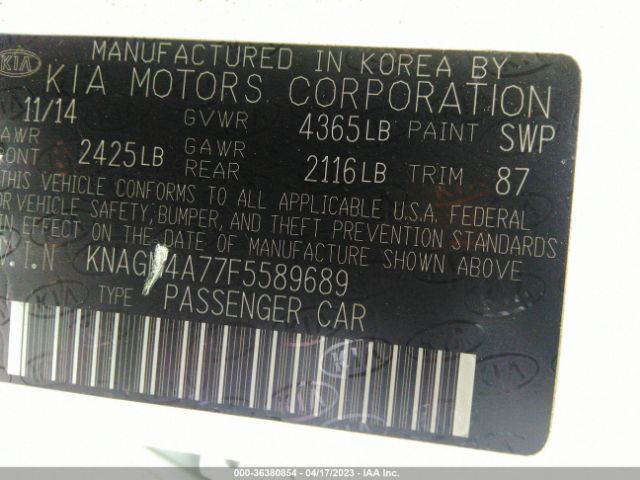 KIA
MANUFACTURED IN KOREA BY
KIA MOTORS CORPORATION
11/14 GVWR 4365LB PAINT SWP
2425LB GAWR REAR 2116LB TRIM 87
THIS VEHICLE CONFORMS TO ALL APPLICABLE U.S.A. FEDERAL
VEHICLE SAFETY, BUMPER, AND THEFT PREVENTION STANDARDS
IN EFFECT ON THE DATE OF MANUFACTURE SHOWN ABOVE
TYPE PASSENGER CAR
000-36380854 - 04/17/2023 - IAA Inc.